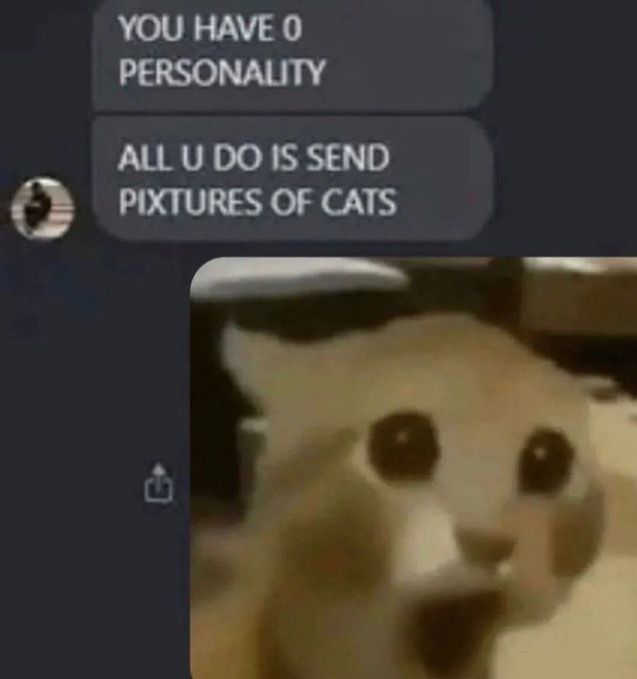 YOU HAVE 0
PERSONALITY
ALL U DO IS SEND
PIXTURES OF CATS